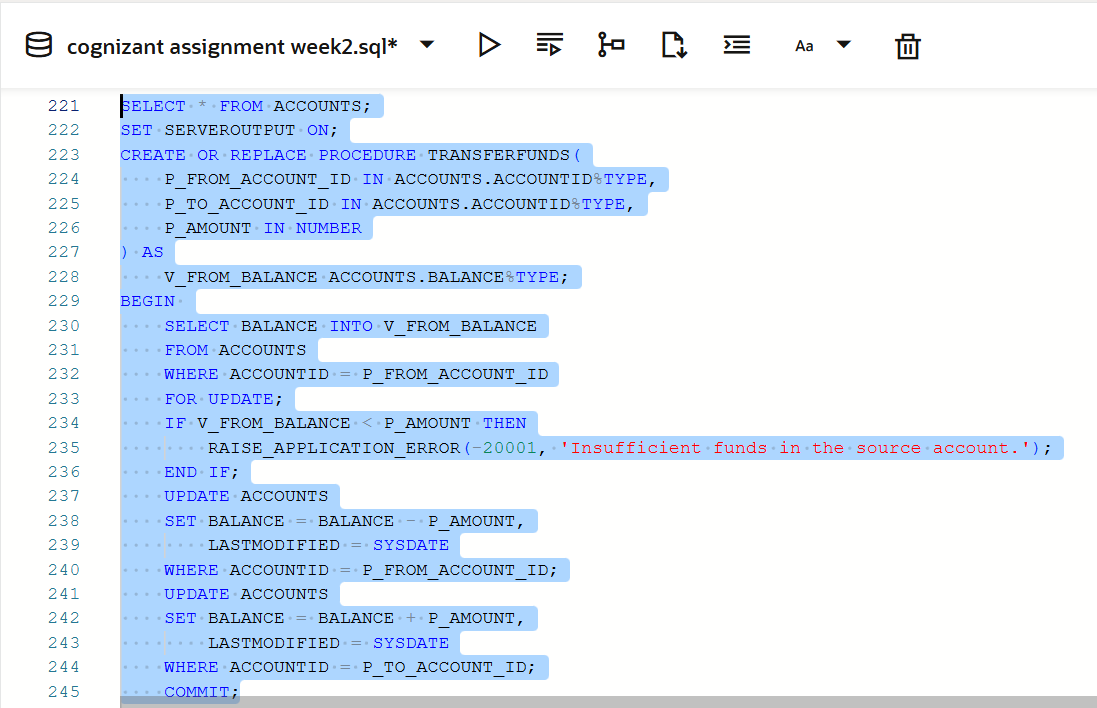 cognizant assignment week2.sql*
Aa
221 SELECT * FROM ACCOUNTS;
222 SET SERVEROUTPUT ON;
223 CREATE OR REPLACE PROCEDURE TRANSFERFUNDS(
224     P_FROM_ACCOUNT_ID IN ACCOUNTS.ACCOUNTID%TYPE,
225     P_TO_ACCOUNT_ID IN ACCOUNTS.ACCOUNTID%TYPE,
226     P_AMOUNT IN NUMBER
227 ) AS
228     V_FROM_BALANCE ACCOUNTS.BALANCE%TYPE;
229 BEGIN
230     SELECT BALANCE INTO V_FROM_BALANCE
231     FROM ACCOUNTS
232     WHERE ACCOUNTID = P_FROM_ACCOUNT_ID
233     FOR UPDATE;
234     IF V_FROM_BALANCE < P_AMOUNT THEN
235         RAISE_APPLICATION_ERROR(-20001, 'Insufficient funds in the source account.');
236     END IF;
237     UPDATE ACCOUNTS
238     SET BALANCE = BALANCE - P_AMOUNT,
239         LASTMODIFIED = SYSDATE
240     WHERE ACCOUNTID = P_FROM_ACCOUNT_ID;
241     UPDATE ACCOUNTS
242     SET BALANCE = BALANCE + P_AMOUNT,
243         LASTMODIFIED = SYSDATE
244     WHERE ACCOUNTID = P_TO_ACCOUNT_ID;
245     COMMIT;